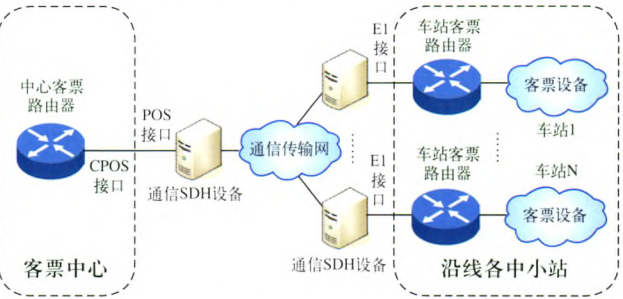 中心客票
路由器
POS
接口
CPOS
接口
通信SDH设备
客票中心
通信传输网
E1
接
口
E1
接
口
通信SDH设备
车站客票
路由器
客票设备
车站1
车站N
车站客票
路由器
客票设备
沿线各中小站